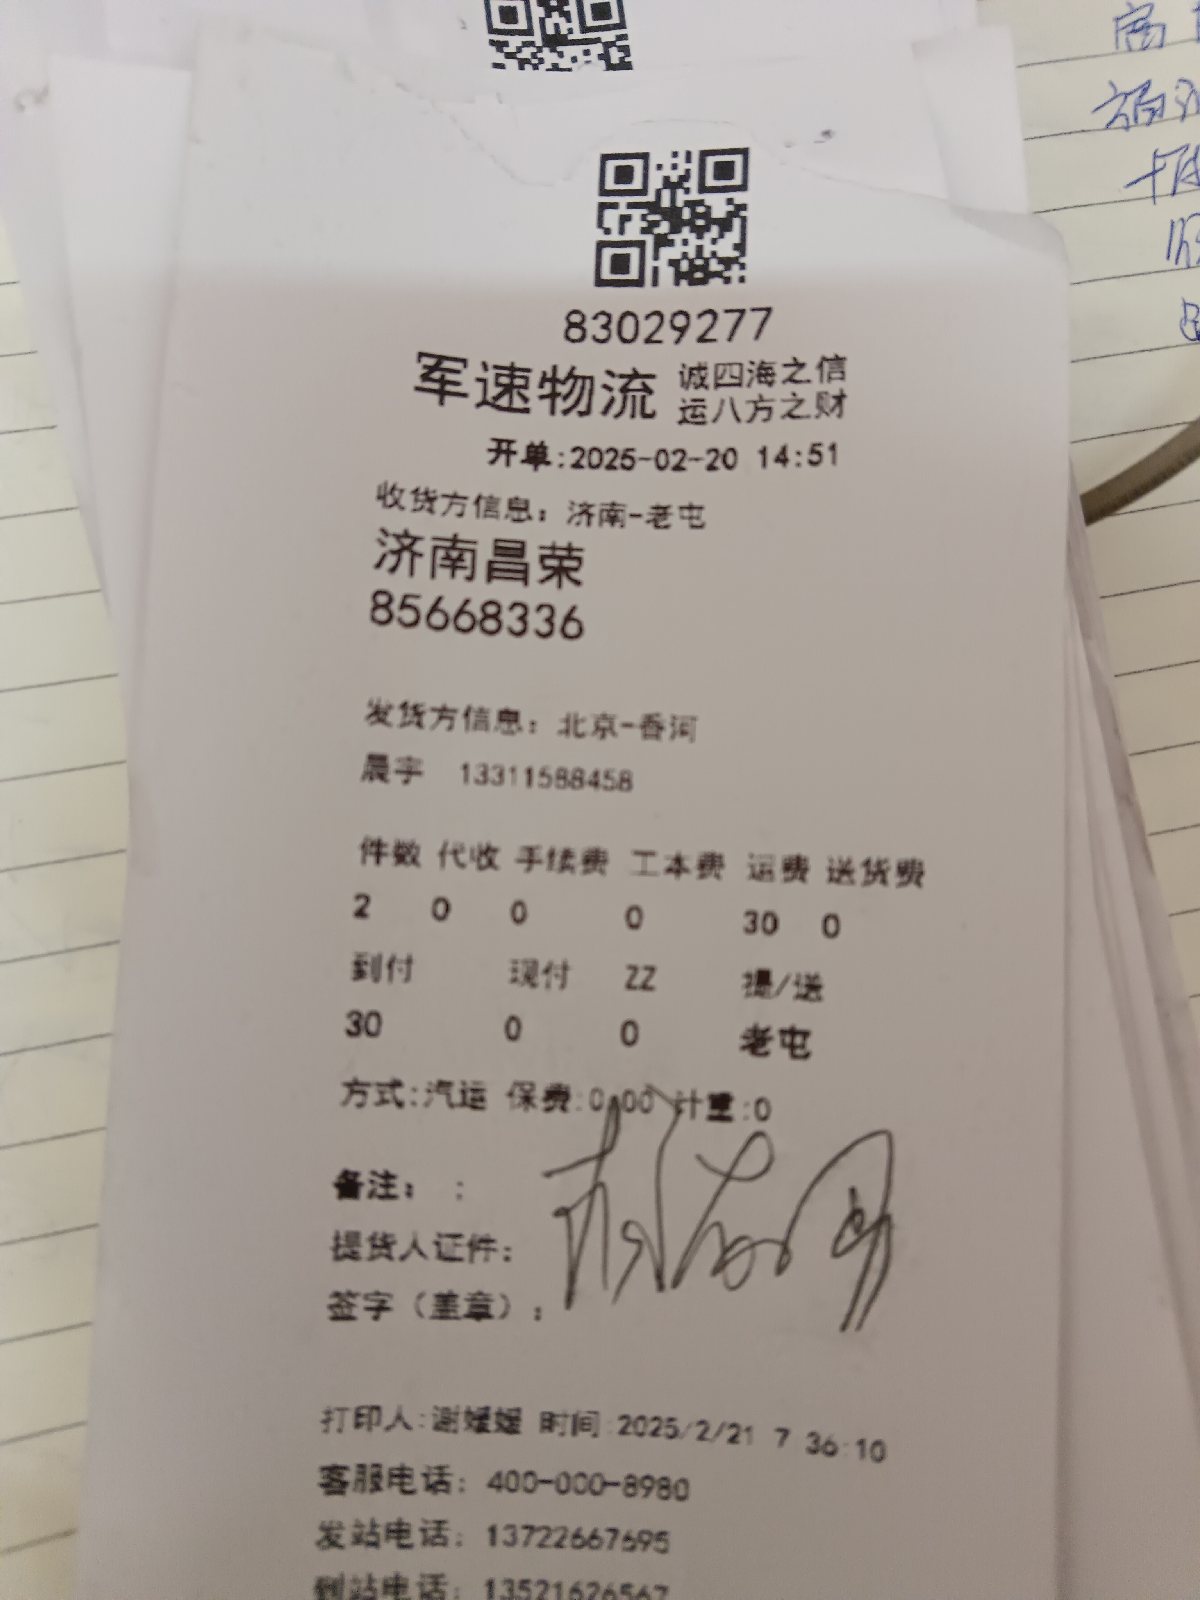 83029277
军速物流 诚四海之信
运八方之财
开单:2025-02-20 14:51
收货方信息：济南-老屯
济南昌荣
85668336
发货方信息：北京-香河
晨宇 13311588458
件数 代收 手续费 工本费 运费 送货费
2 0 0 0 30 0
到付 现付 ZZ 提/送
30 0 0 老屯
方式:汽运 保费:0.00 计重:0
备注： :
提货人证件：
签字（盖章）：
打印人:谢媛媛 时间:2025/2/21 7 36:10
客服电话：400-000-8980
发站电话：13722667695
到站电话：13521626567